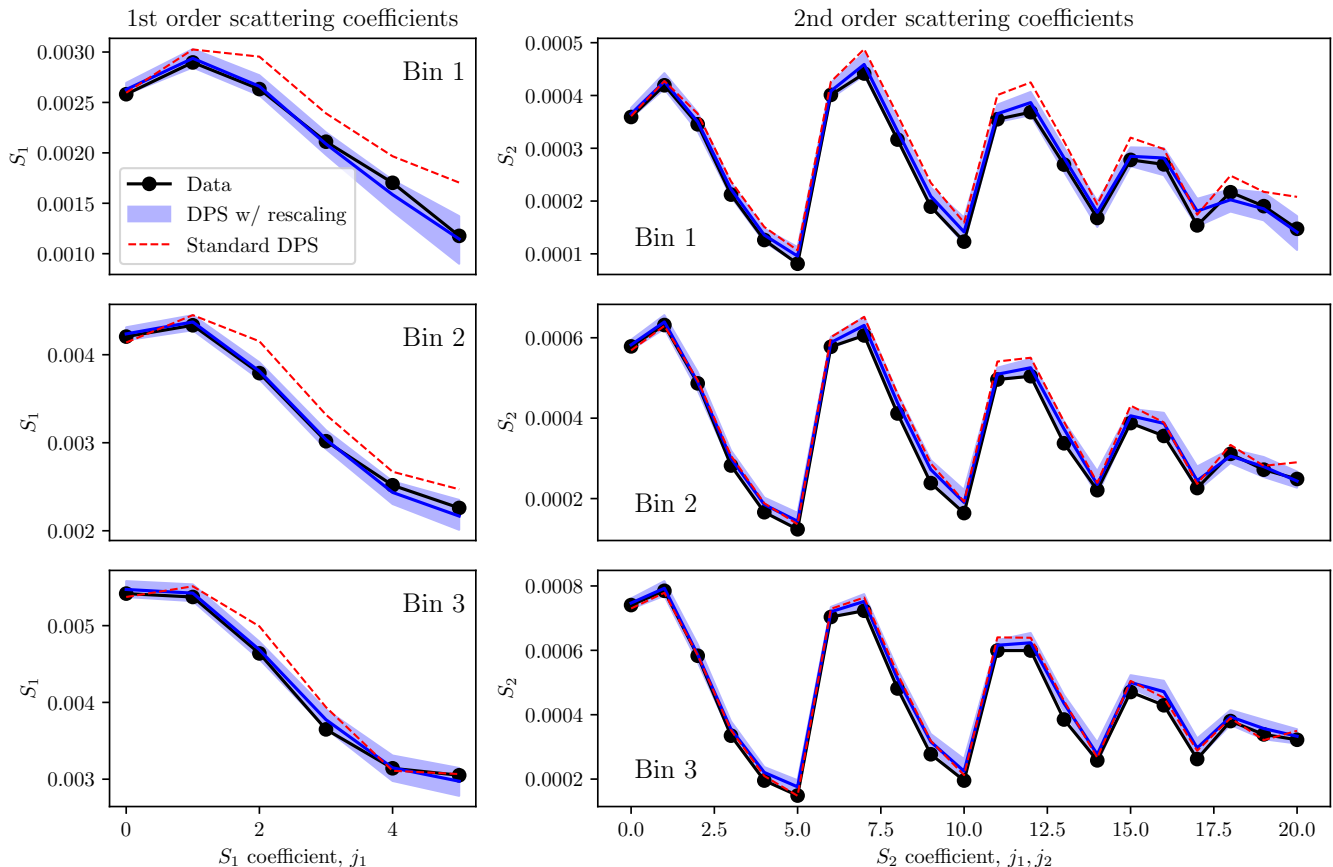 1st order scattering coefficients
2nd order scattering coefficients
S₁
0.0030
0.0025
0.0020
0.0015
0.0010
Bin 1
Data
DPS w/ rescaling
Standard DPS
S₂
0.0005
0.0004
0.0003
0.0002
0.0001
Bin 1
S₁
0.004
0.003
0.002
Bin 2
S₂
0.0006
0.0004
0.0002
Bin 2
S₁
0.005
0.004
0.003
Bin 3
S₂
0.0008
0.0006
0.0004
0.0002
Bin 3
0 2 4
S₁ coefficient, j₁
0.0 2.5 5.0 7.5 10.0 12.5 15.0 17.5 20.0
S₂ coefficient, j₁, j₂